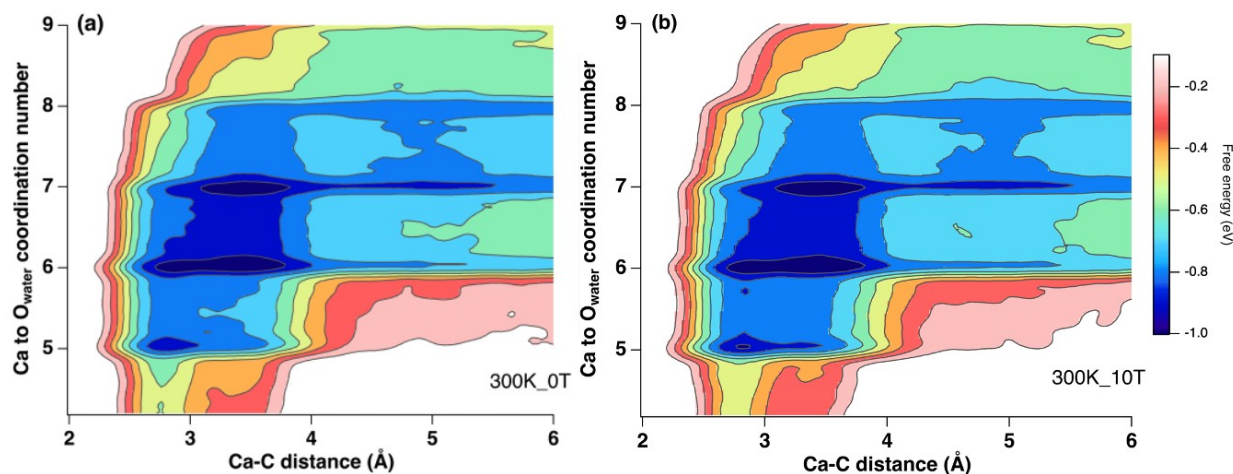 (a)
9
8
7
6
5
Ca to Owater coordination number
300K_0T
2 3 4 5 6
Ca-C distance (Å)
(b)
9
8
7
6
5
Ca to Owater coordination number
300K_10T
2 3 4 5 6
Ca-C distance (Å)
-0.2
-0.4
-0.6
-0.8
-1.0
Free energy (eV)